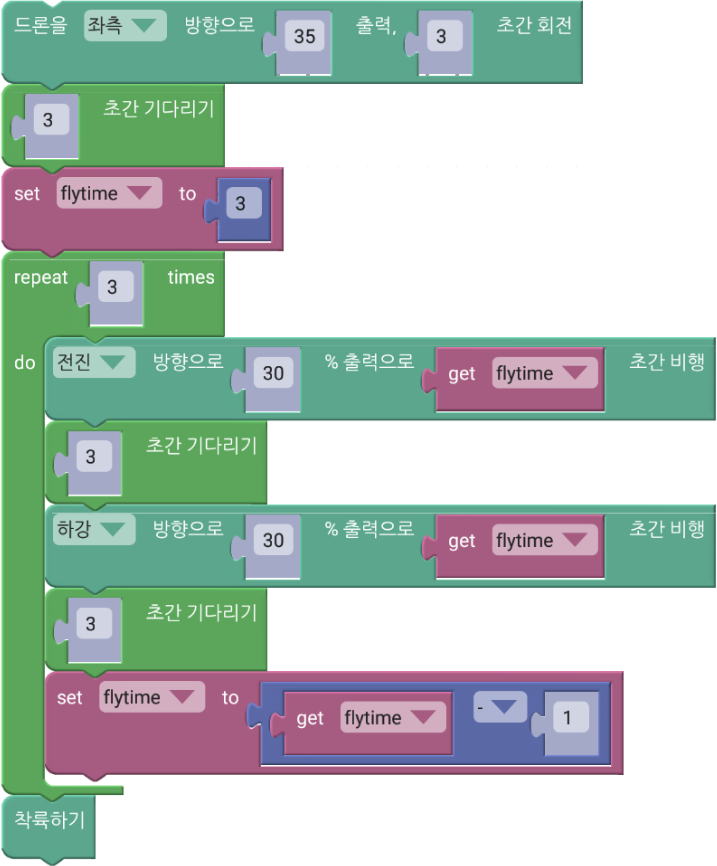 드론을 좌측 방향으로 35 출력, 3 초간 회전
3 초간 기다리기
set flytime to 3
repeat 3 times
do 전진 방향으로 30 % 출력으로 get flytime 초간 비행
3 초간 기다리기
하강 방향으로 30 % 출력으로 get flytime 초간 비행
3 초간 기다리기
set flytime to get flytime - 1
착륙하기